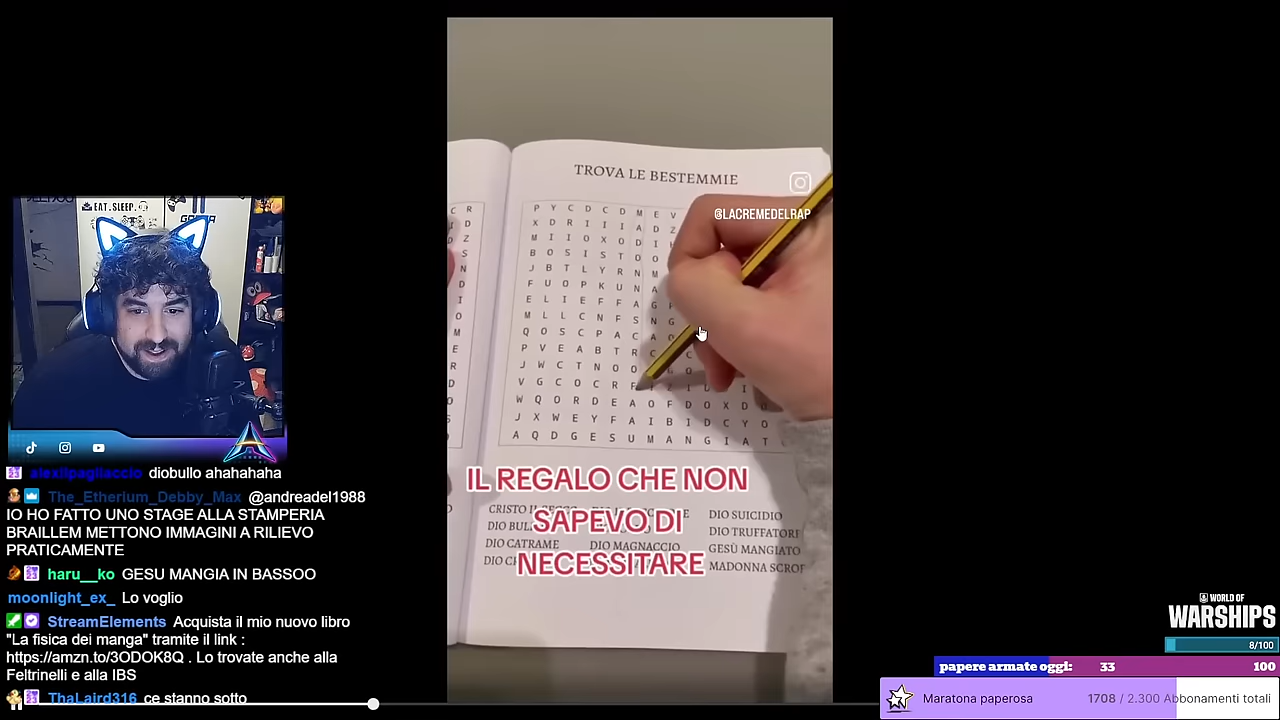 EAT.SLEEP.
TROVA LE BESTEMMIE
@LACREMEDELRAP
C R
P Y C D C D M E V
X D R I I I A D Z
M I I O X O D I
B O S I S T D O
J B T L Y R N M
F U O P K U N A
E L I E F F A G
M L L C N F S N G
Q O S C P A C A
P V E A B T R C
J W C T N O O
V G C O C R F I Z I
W Q O R D E A O F D O X D O
J X W E Y F A I B I D C Y O
A Q D G E S U M A N G I A T
IL REGALO CHE NON
SAPEVO DI
NECESSITARE
CRISTO IL
DIO SUICIDIO
DIO TRUFFATORE
DIO CATRAME
DIO MAGNACCIO
GESÙ MANGIATO
MADONNA SCROF
alexilpagliaccio diobullo ahahahaha
The_Etherium_Debby_Max @andreadel1988
IO HO FATTO UNO STAGE ALLA STAMPERIA
BRAILLEM METTONO IMMAGINI A RILIEVO
PRATICAMENTE
haru__ko GESU MANGIA IN BASSOO
moonlight_ex_ Lo voglio
StreamElements Acquista il mio nuovo libro
"La fisica dei manga" tramite il link :
https://amzn.to/3ODOK8Q . Lo trovate anche alla
Feltrinelli e alla IBS
ThaLaird316 ce stanno sotto
WORLD OF
WARSHIPS
8/100
papere armate oggi: 33 100
Maratona paperosa 1708 / 2.300 Abbonamenti totali